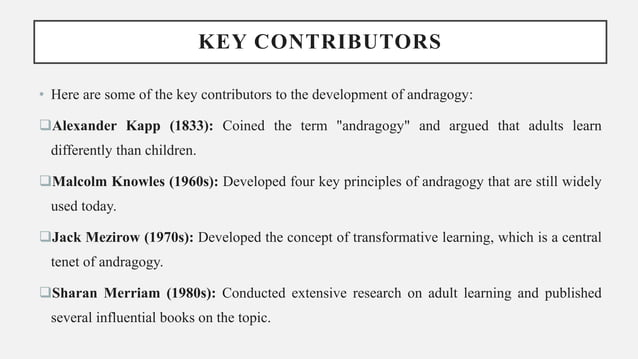 KEY CONTRIBUTORS
• Here are some of the key contributors to the development of andragogy:
❑Alexander Kapp (1833): Coined the term "andragogy" and argued that adults learn
differently than children.
❑Malcolm Knowles (1960s): Developed four key principles of andragogy that are still widely
used today.
❑Jack Mezirow (1970s): Developed the concept of transformative learning, which is a central
tenet of andragogy.
❑Sharan Merriam (1980s): Conducted extensive research on adult learning and published
several influential books on the topic.